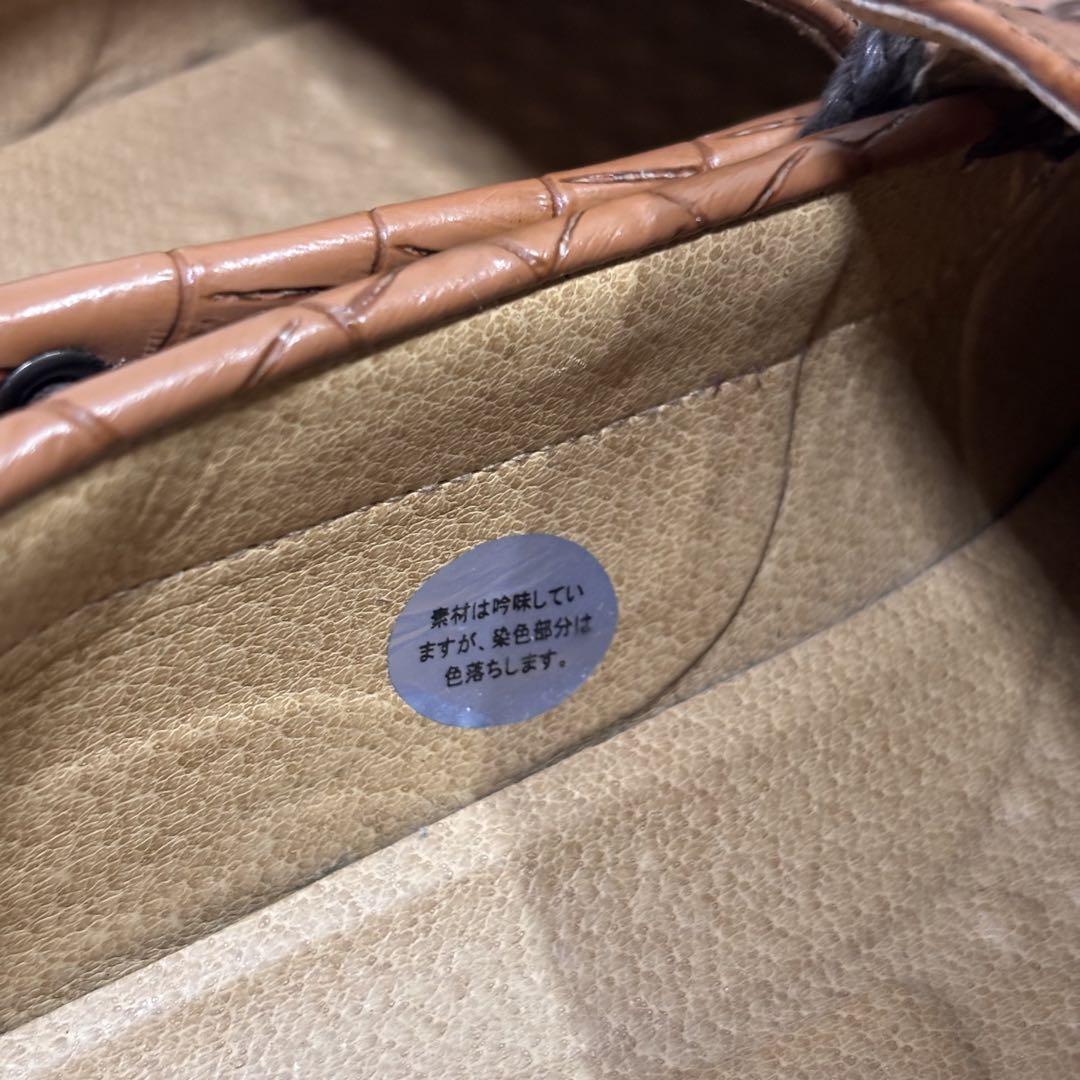 素材は吟味してい
ますが、染色部分は
色落ちします。